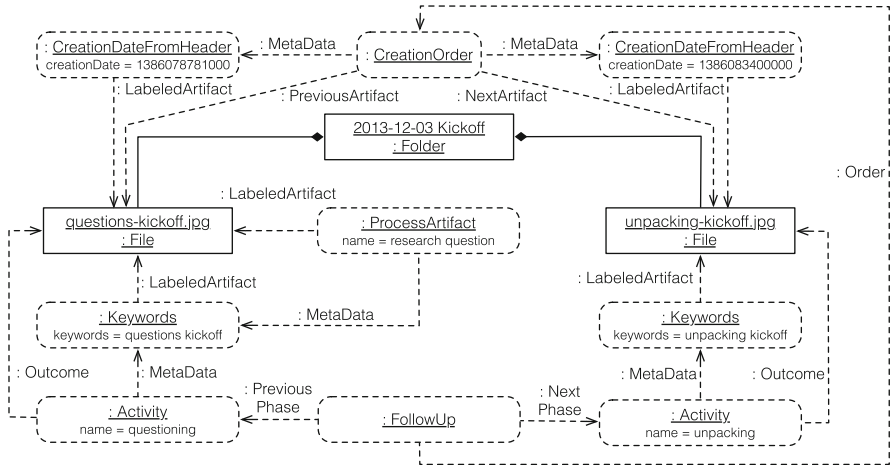 : CreationDateFromHeader
creationDate = 1386078781000
: MetaData
: CreationOrder
: MetaData
: CreationDateFromHeader
creationDate = 1386083400000
: LabeledArtifact
: PreviousArtifact
: NextArtifact
: LabeledArtifact
2013-12-03 Kickoff
: Folder
: Order
: LabeledArtifact
questions-kickoff.jpg
: File
: ProcessArtifact
name = research question
unpacking-kickoff.jpg
: File
: LabeledArtifact
: LabeledArtifact
: Keywords
keywords = questions kickoff
: MetaData
: Keywords
keywords = unpacking kickoff
: Outcome
: MetaData
: MetaData
: Outcome
: Previous
Phase
: Next
Phase
: Activity
name = questioning
: FollowUp
: Activity
name = unpacking